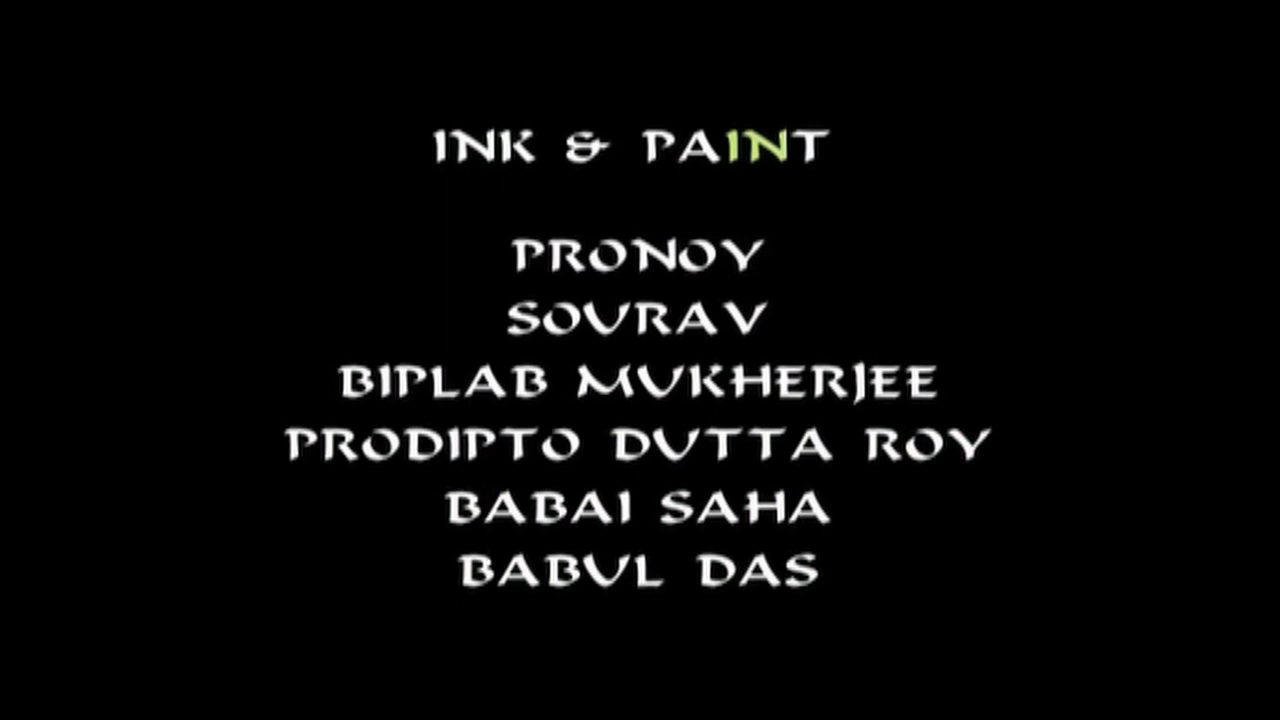 INK & PAINT
PRONOY
SOURAV
BIPLAB MUKHERJEE
PRODIPTO DUTTA ROY
BABAI SAHA
BABUL DAS